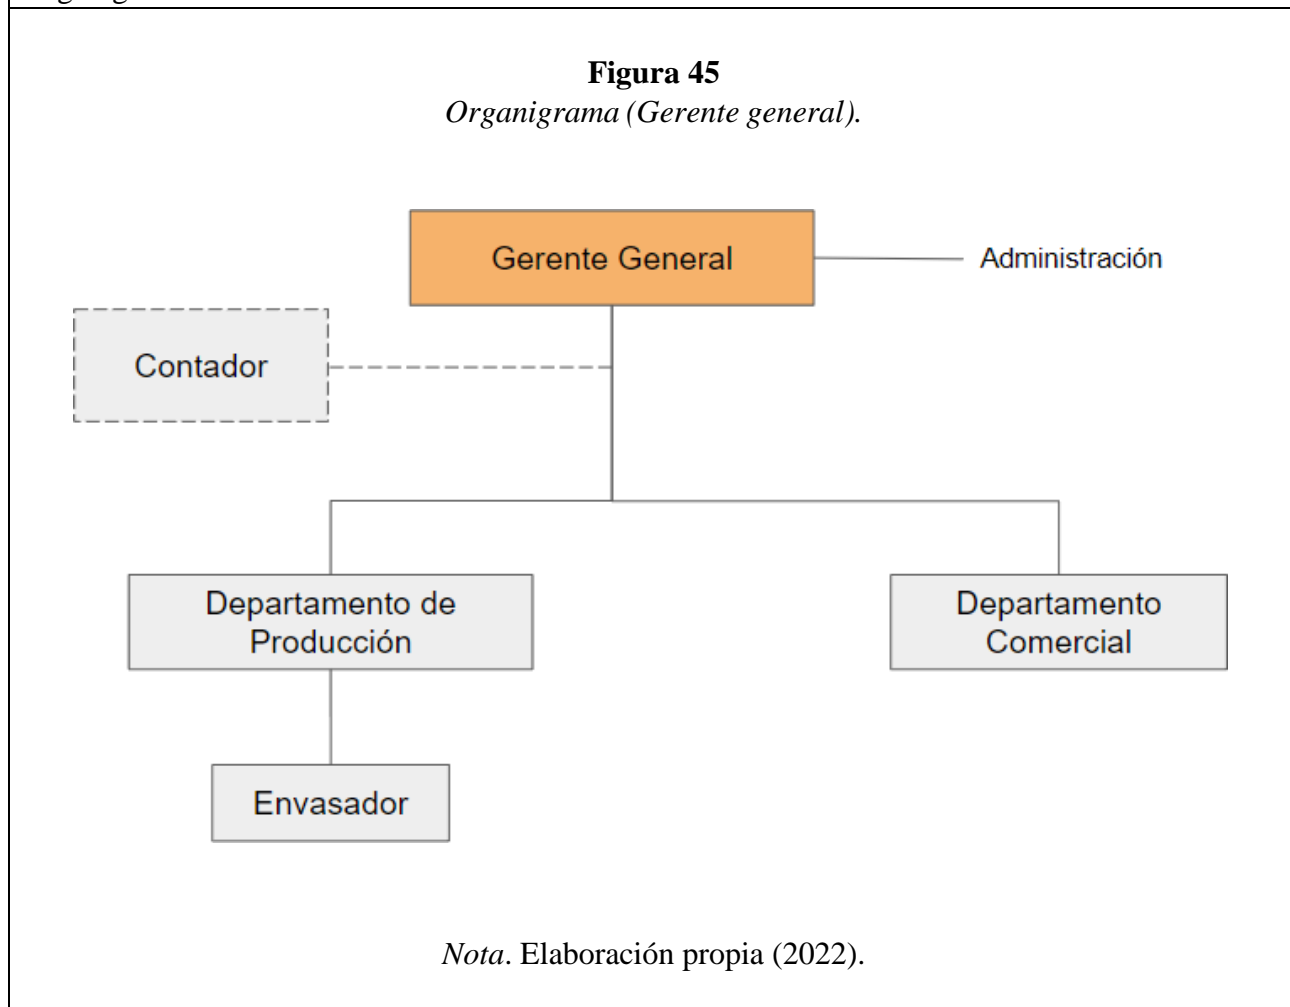 Figura 45
Organigrama (Gerente general).
Gerente General
Administración
Contador
Departamento de
Producción
Departamento
Comercial
Envasador
Nota. Elaboración propia (2022).